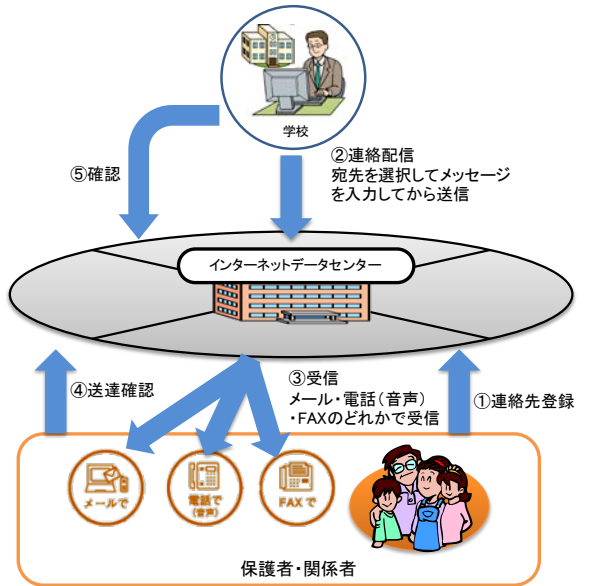 学校
②連絡配信
宛先を選択してメッセージ
を入力してから送信
⑤確認
インターネットデータセンター
③受信
メール・電話（音声）
・FAXのどれかで受信
④送達確認
①連絡先登録
メールで
電話で
（音声）
FAXで
保護者・関係者